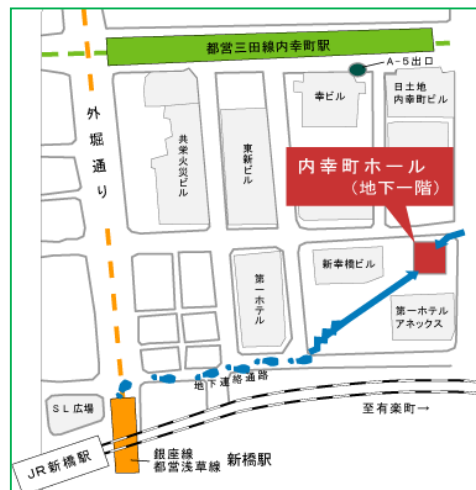 都営三田線内幸町駅
A-5出口
外堀通り
共栄火災ビル
東新ビル
幸ビル
日土地
内幸町ビル
内幸町ホール
（地下一階）
第一ホテル
新幸橋ビル
第一ホテル
アネックス
地下連絡通路
SL広場
至有楽町→
JR新橋駅
銀座線
都営浅草線
新橋駅